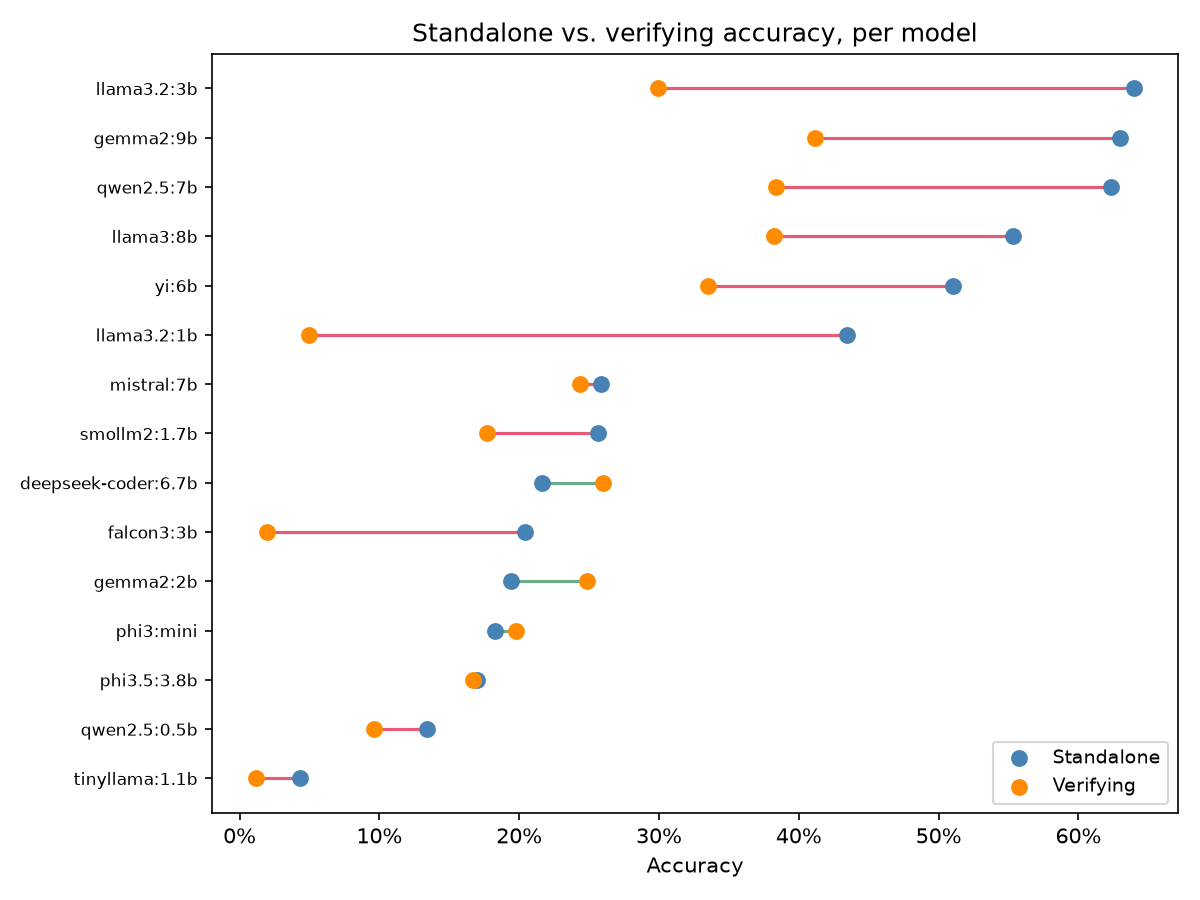 Standalone vs. verifying accuracy, per model
llama3.2:3b
gemma2:9b
qwen2.5:7b
llama3:8b
yi:6b
llama3.2:1b
mistral:7b
smollm2:1.7b
deepseek-coder:6.7b
falcon3:3b
gemma2:2b
phi3:mini
phi3.5:3.8b
qwen2.5:0.5b
tinyllama:1.1b
Standalone
Verifying
0% 10% 20% 30% 40% 50% 60%
Accuracy